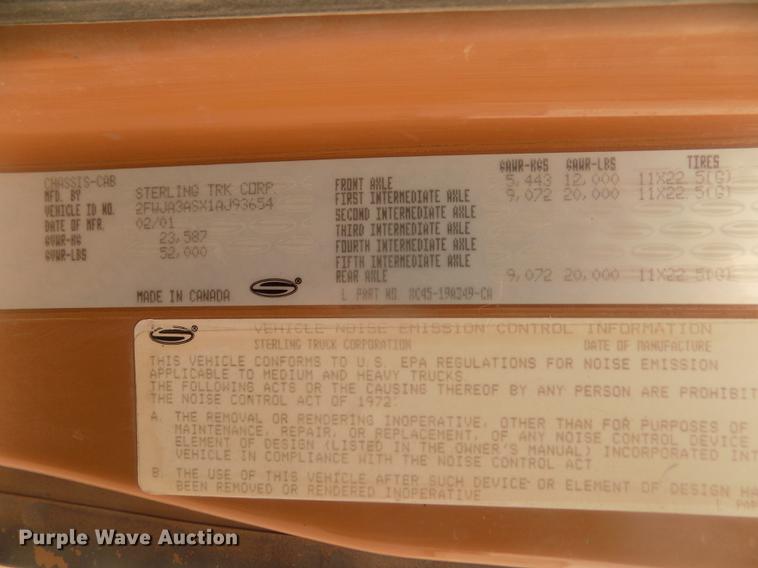 GAWR-KGS GAWR-LBS TIRES
CHASSIS-CAB
MFD. BY STERLING TRK CORP.
VEHICLE ID NO. 2FWJA3ASX1AJ93654
DATE OF MFR. 02/01
GVWR-KG 23,587
GVWR-LBS 52,000
FRONT AXLE 5,443 12,000 11X22.5(G)
FIRST INTERMEDIATE AXLE 9,072 20,000 11X22.5(G)
SECOND INTERMEDIATE AXLE
THIRD INTERMEDIATE AXLE
FOURTH INTERMEDIATE AXLE
FIFTH INTERMEDIATE AXLE
REAR AXLE 9,072 20,000 11X22.5(G)
MADE IN CANADA
L PART NO. XC45-19A349-CA
VEHICLE NOISE EMISSION CONTROL INFORMATION
STERLING TRUCK CORPORATION DATE OF MANUFACTURE
THIS VEHICLE CONFORMS TO U.S. EPA REGULATIONS FOR NOISE EMISSION
APPLICABLE TO MEDIUM AND HEAVY TRUCKS.
THE FOLLOWING ACTS OR THE CAUSING THEREOF BY ANY PERSON ARE PROHIBIT
THE NOISE CONTROL ACT OF 1972:
A. THE REMOVAL OR RENDERING INOPERATIVE, OTHER THAN FOR PURPOSES OF
MAINTENANCE, REPAIR, OR REPLACEMENT, OF ANY NOISE CONTROL DEVICE
ELEMENT OF DESIGN (LISTED IN THE OWNER'S MANUAL) INCORPORATED INT
VEHICLE IN COMPLIANCE WITH THE NOISE CONTROL ACT
B. THE USE OF THIS VEHICLE AFTER SUCH DEVICE OR ELEMENT OF DESIGN HA
BEEN REMOVED OR RENDERED INOPERATIVE
L PAR
Purple Wave Auction